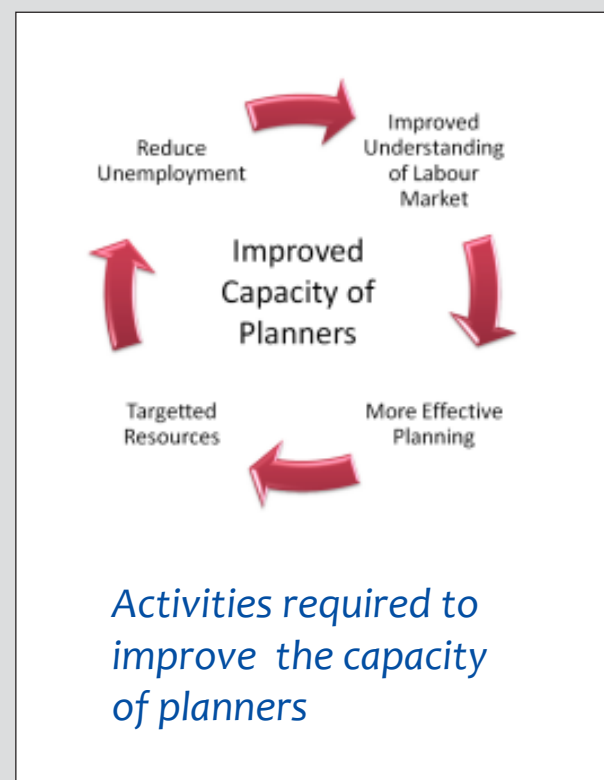 Reduce
Unemployment
Improved
Understanding
of Labour
Market
Improved
Capacity of
Planners
Targetted
Resources
More Effective
Planning
Activities required to
improve the capacity
of planners